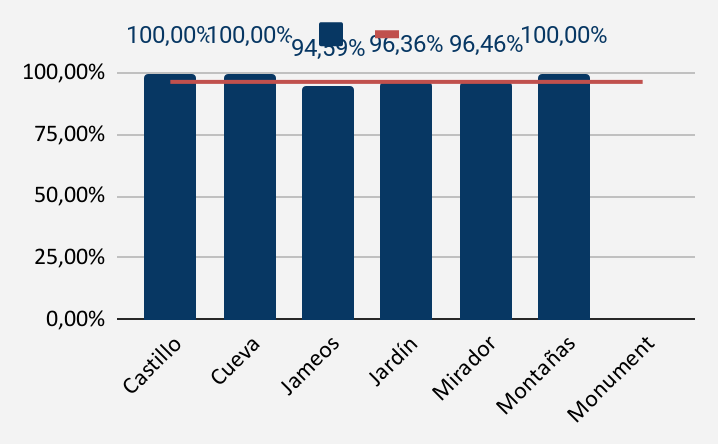 100,00% 100,00% 94,59% 96,36% 96,46% 100,00%
100,00%
75,00%
50,00%
25,00%
0,00%
Castillo
Cueva
Jameos
Jardín
Mirador
Montañas
Monument